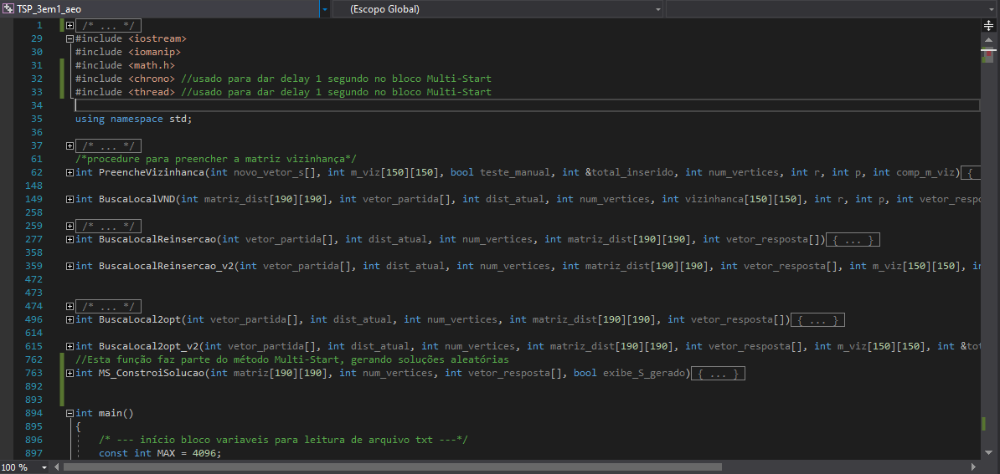 TSP_3em1_aeo (Escopo Global)
1 /* ... */
29 #include <iostream>
30 #include <iomanip>
31 #include <math.h>
32 #include <chrono> //usado para dar delay 1 segundo no bloco Multi-Start
33 #include <thread> //usado para dar delay 1 segundo no bloco Multi-Start
34
35 using namespace std;
36
37 /* ... */
61 /*procedure para preencher a matriz vizinhança*/
62 int PreencheVizinhanca(int novo_vetor_s[], int m_viz[150][150], bool teste_manual, int &total_inserido, int num_vertices, int r, int p, int comp_m_viz) {
148
149 int BuscaLocalVND(int matriz_dist[190][190], int vetor_partida[], int dist_atual, int num_vertices, int vizinhanca[150][150], int r, int p, int vetor_respo
258
259 /* ... */
277 int BuscaLocalReinsercao(int vetor_partida[], int dist_atual, int num_vertices, int matriz_dist[190][190], int vetor_resposta[]) { ... }
358
359 int BuscaLocalReinsercao_v2(int vetor_partida[], int dist_atual, int num_vertices, int matriz_dist[190][190], int vetor_resposta[], int m_viz[150][150], in
472
473
474 /* ... */
496 int BuscaLocal2opt(int vetor_partida[], int dist_atual, int num_vertices, int matriz_dist[190][190], int vetor_resposta[]) { ... }
614
615 int BuscaLocal2opt_v2(int vetor_partida[], int dist_atual, int num_vertices, int matriz_dist[190][190], int vetor_resposta[], int m_viz[150][150], int &tot
762 //Esta função faz parte do método Multi-Start, gerando soluções aleatórias
763 int MS_ConstroiSolucao(int matriz[190][190], int num_vertices, int vetor_resposta[], bool exibe_S_gerado) { ... }
892
893
894 int main()
895 {
896 /* --- início bloco variaveis para leitura de arquivo txt ---*/
897 const int MAX = 4096;
100 %